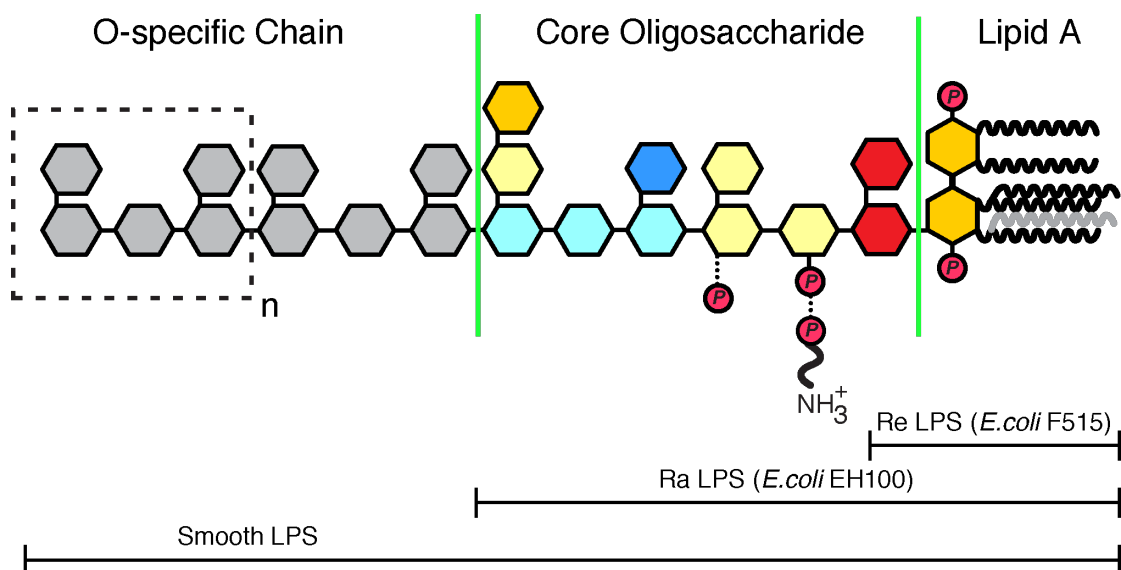 O-specific Chain
Core Oligosaccharide
Lipid A
P
n
P
P
P
P
NH3+
Re LPS (E.coli F515)
Ra LPS (E.coli EH100)
Smooth LPS